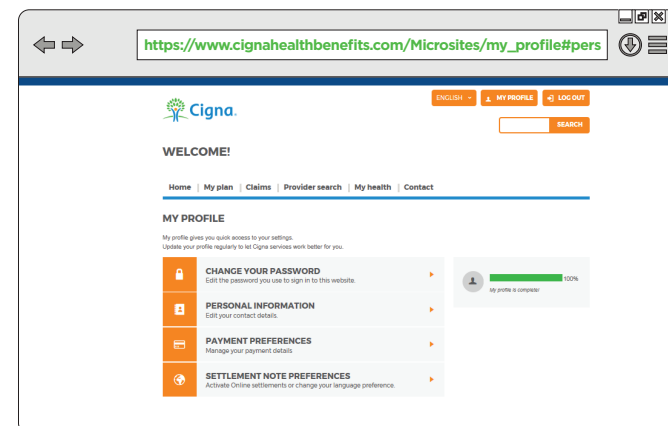 https://www.cignahealthbenefits.com/Microsites/my_profile#pers
ENGLISH MY PROFILE LOG OUT
Cigna.
SEARCH
WELCOME!
Home | My plan | Claims | Provider search | My health | Contact
MY PROFILE
My profile gives you quick access to your settings.
Update your profile regularly to let Cigna services work better for you.
CHANGE YOUR PASSWORD
Edit the password you use to sign in to this website.
100%
My profile is complete!
PERSONAL INFORMATION
Edit your contact details.
PAYMENT PREFERENCES
Manage your payment details
SETTLEMENT NOTE PREFERENCES
Activate Online settlements or change your language preference.